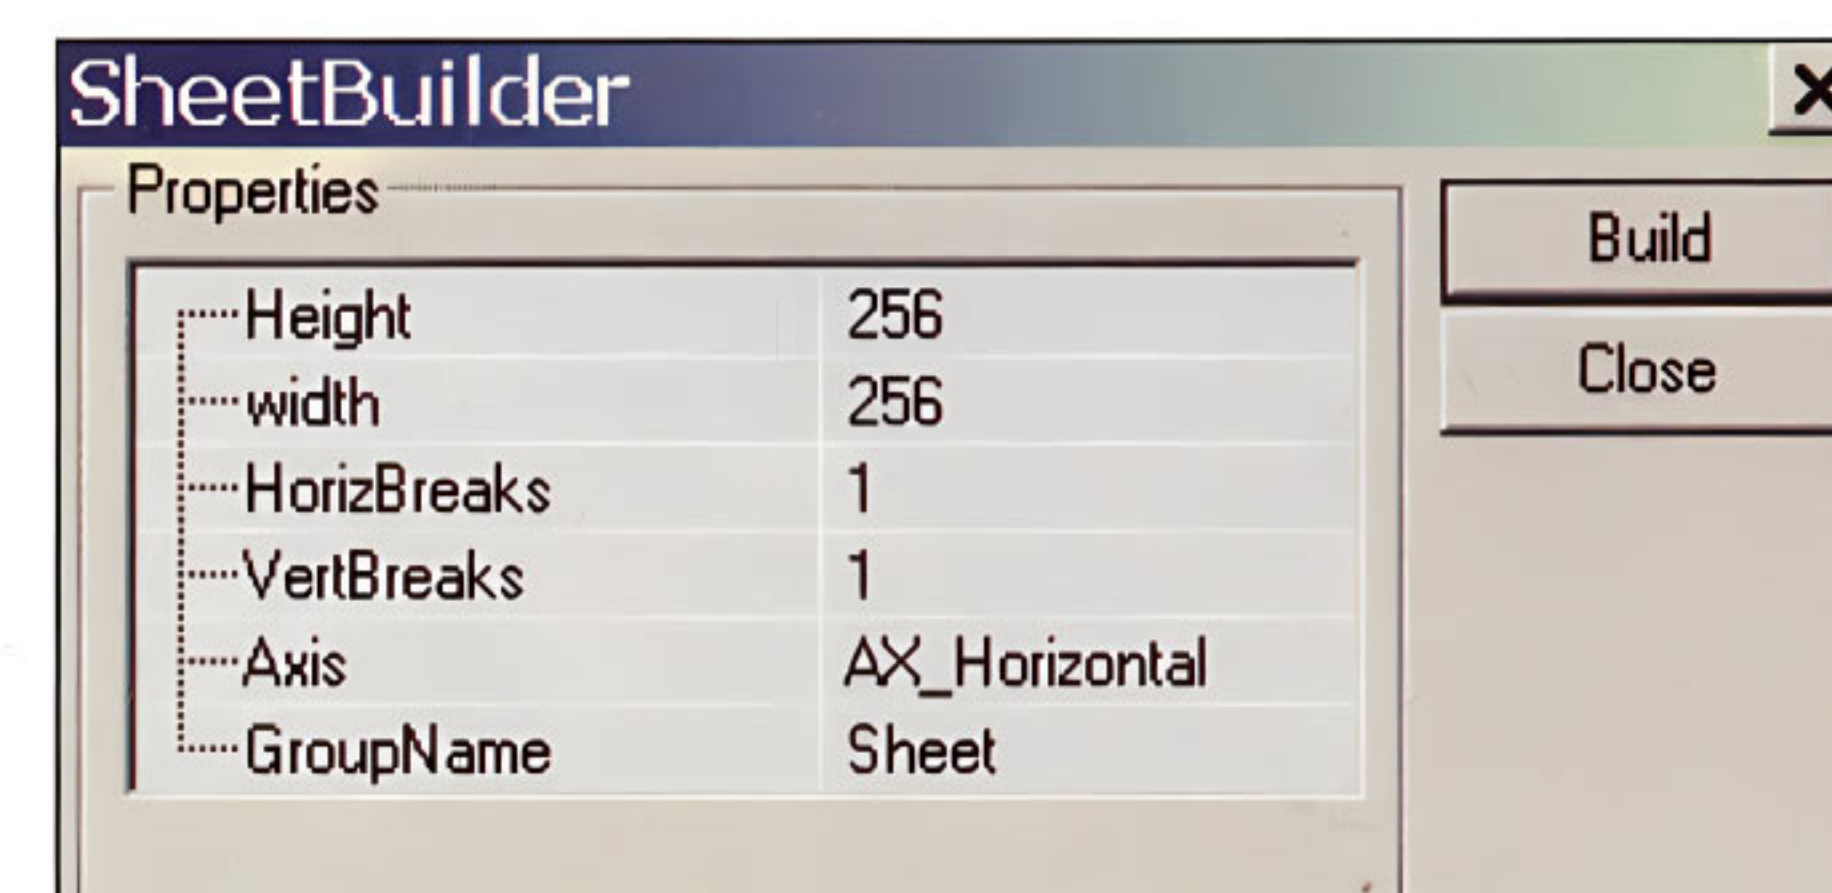 SheetBuilder
Properties
Build
Height 256
Close
width 256
HorizBreaks 1
VertBreaks 1
Axis AX_Horizontal
GroupName Sheet